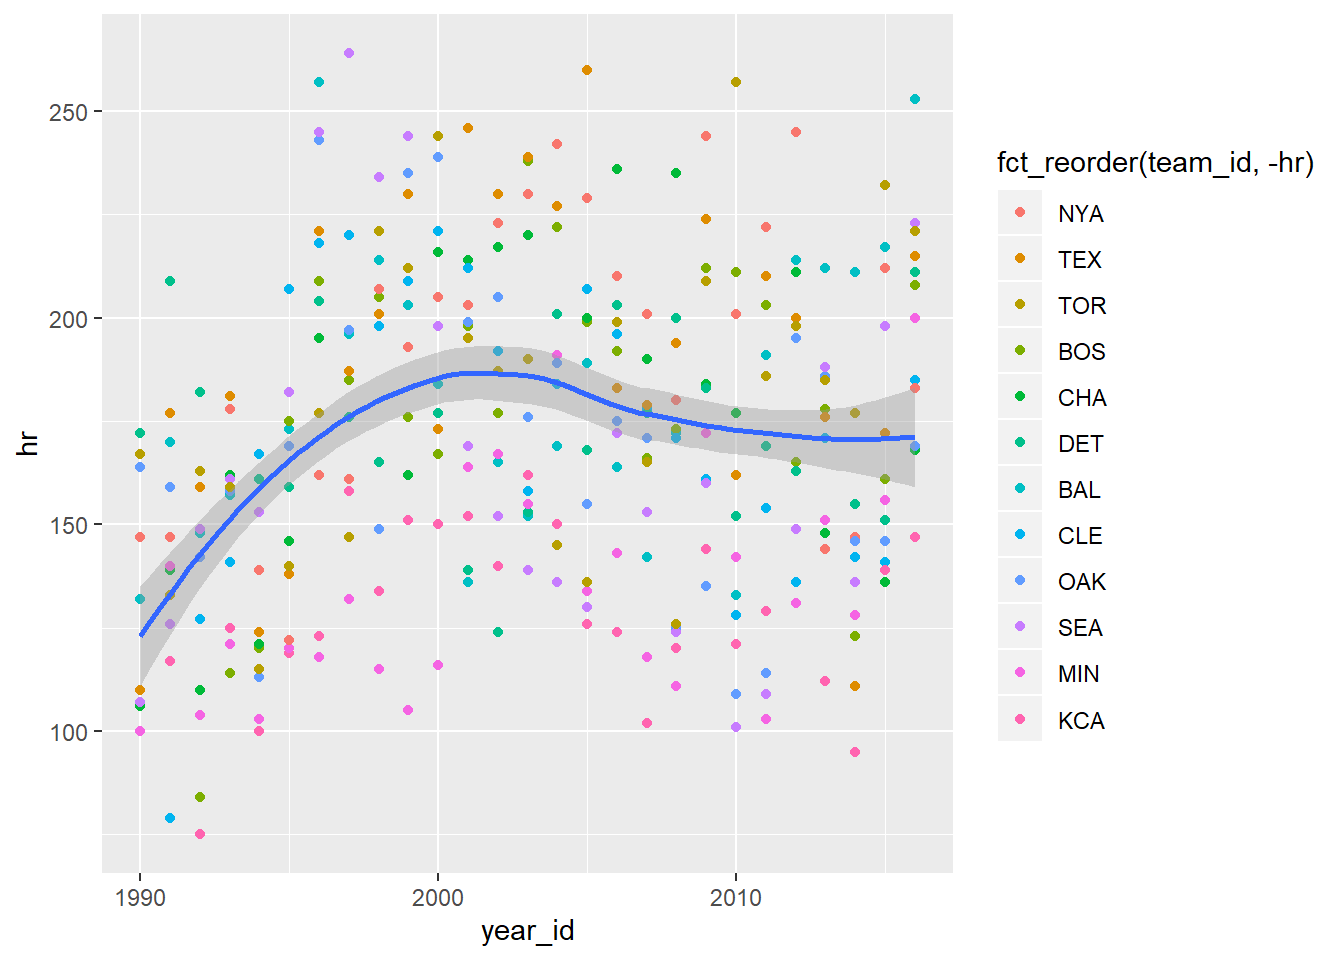 250
200
150
100
hr
1990
2000
2010
year_id
fct_reorder(team_id, -hr)
NYA
TEX
TOR
BOS
CHA
DET
BAL
CLE
OAK
SEA
MIN
KCA